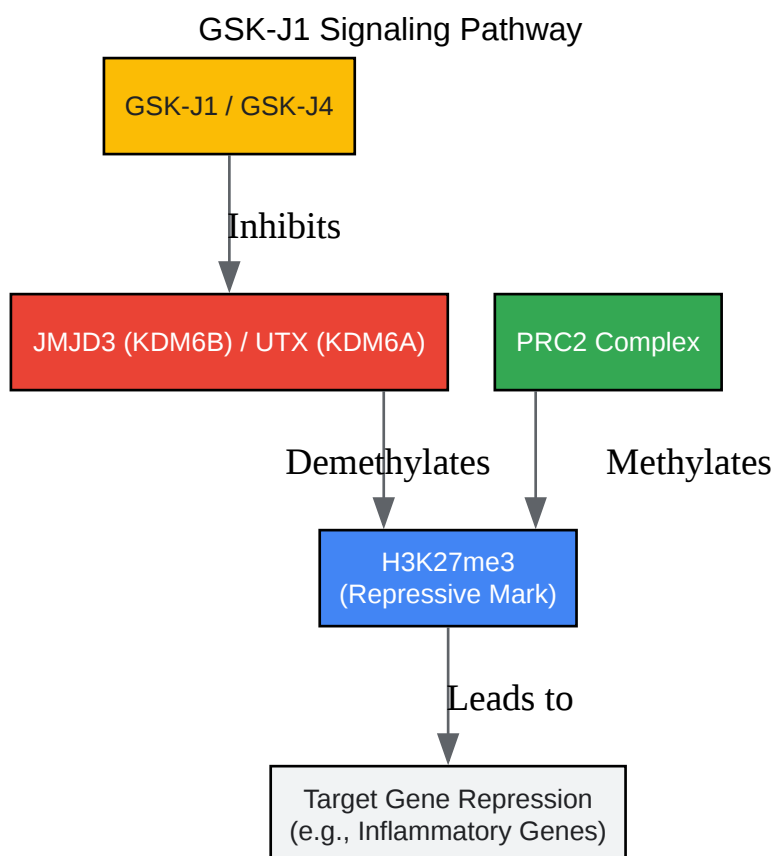 GSK-J1 Signaling Pathway
GSK-J1 / GSK-J4
Inhibits
JMJD3 (KDM6B) / UTX (KDM6A)
PRC2 Complex
Demethylates
Methylates
H3K27me3
(Repressive Mark)
Leads to
Target Gene Repression
(e.g., Inflammatory Genes)